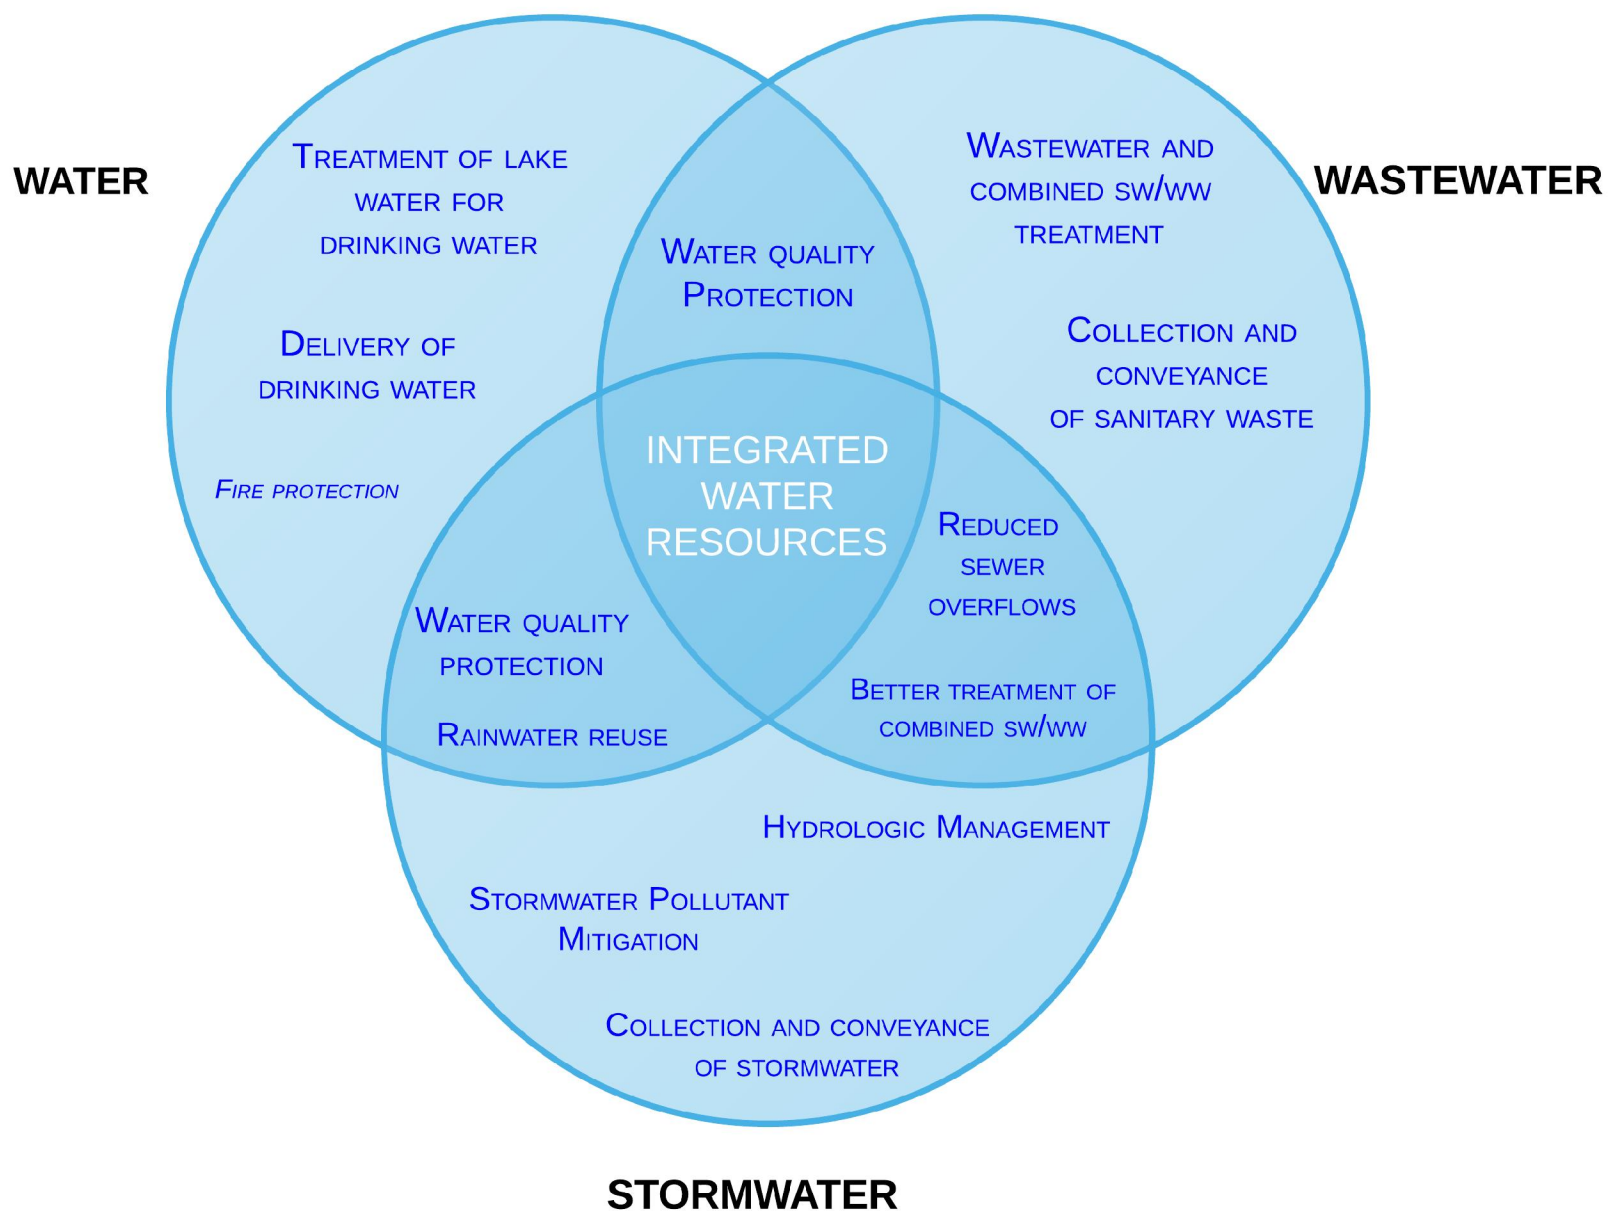 WATER
WASTEWATER
Treatment of lake
water for
drinking water
Delivery of
drinking water
Fire protection
Water quality
Protection
Wastewater and
combined sw/ww
treatment
Collection and
conveyance
of sanitary waste
INTEGRATED
WATER
RESOURCES
Reduced
sewer
overflows
Better treatment of
combined sw/ww
Water quality
protection
Rainwater reuse
Hydrologic Management
Stormwater Pollutant
Mitigation
Collection and conveyance
of stormwater
STORMWATER